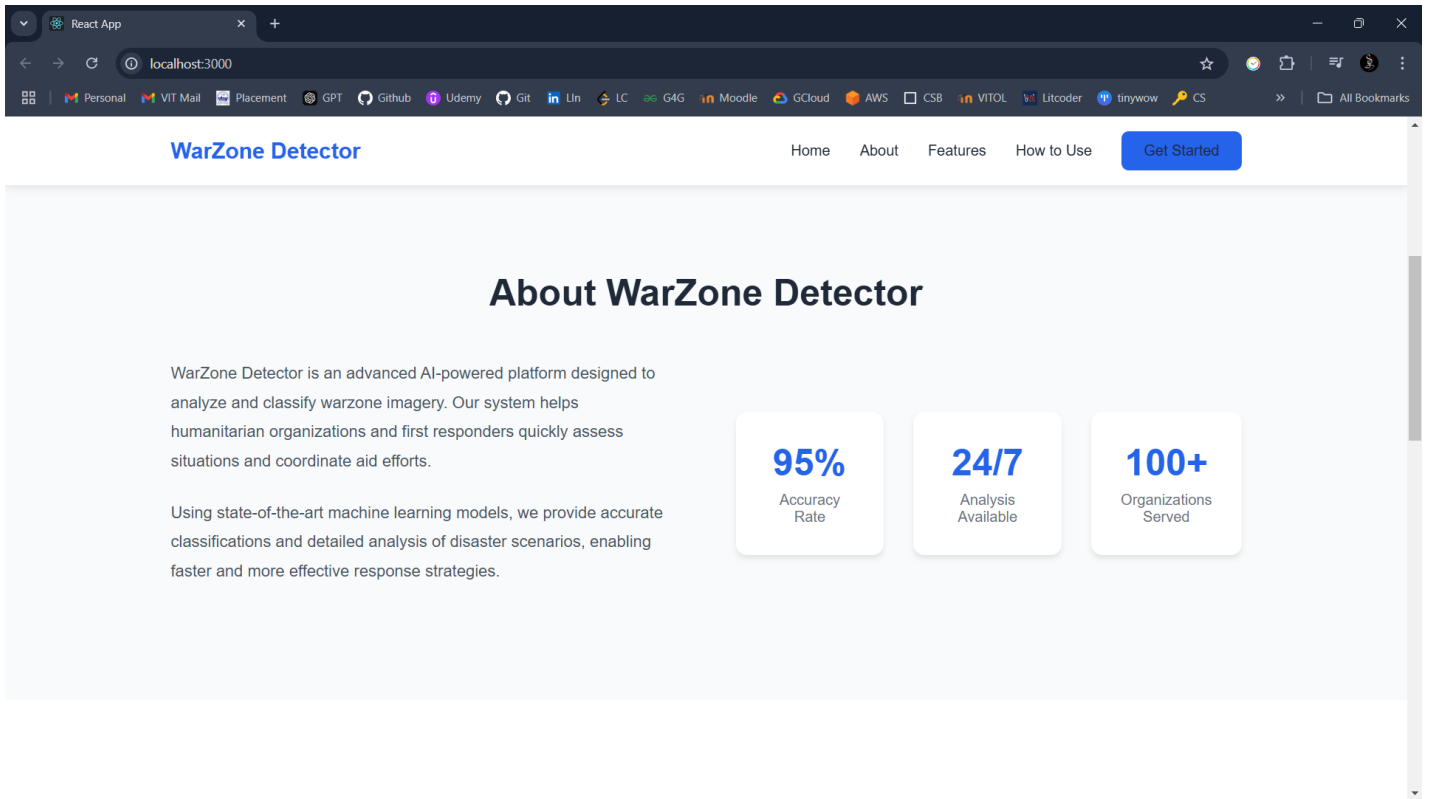 React App
localhost:3000
Personal VIT Mail Placement GPT Github Udemy Git LIn LC G4G Moodle GCloud AWS CSB VITOL Litcoder tinywow CS All Bookmarks
WarZone Detector Home About Features How to Use Get Started
About WarZone Detector
WarZone Detector is an advanced AI-powered platform designed to
analyze and classify warzone imagery. Our system helps
humanitarian organizations and first responders quickly assess
situations and coordinate aid efforts.
Using state-of-the-art machine learning models, we provide accurate
classifications and detailed analysis of disaster scenarios, enabling
faster and more effective response strategies.
95%
Accuracy
Rate
24/7
Analysis
Available
100+
Organizations
Served